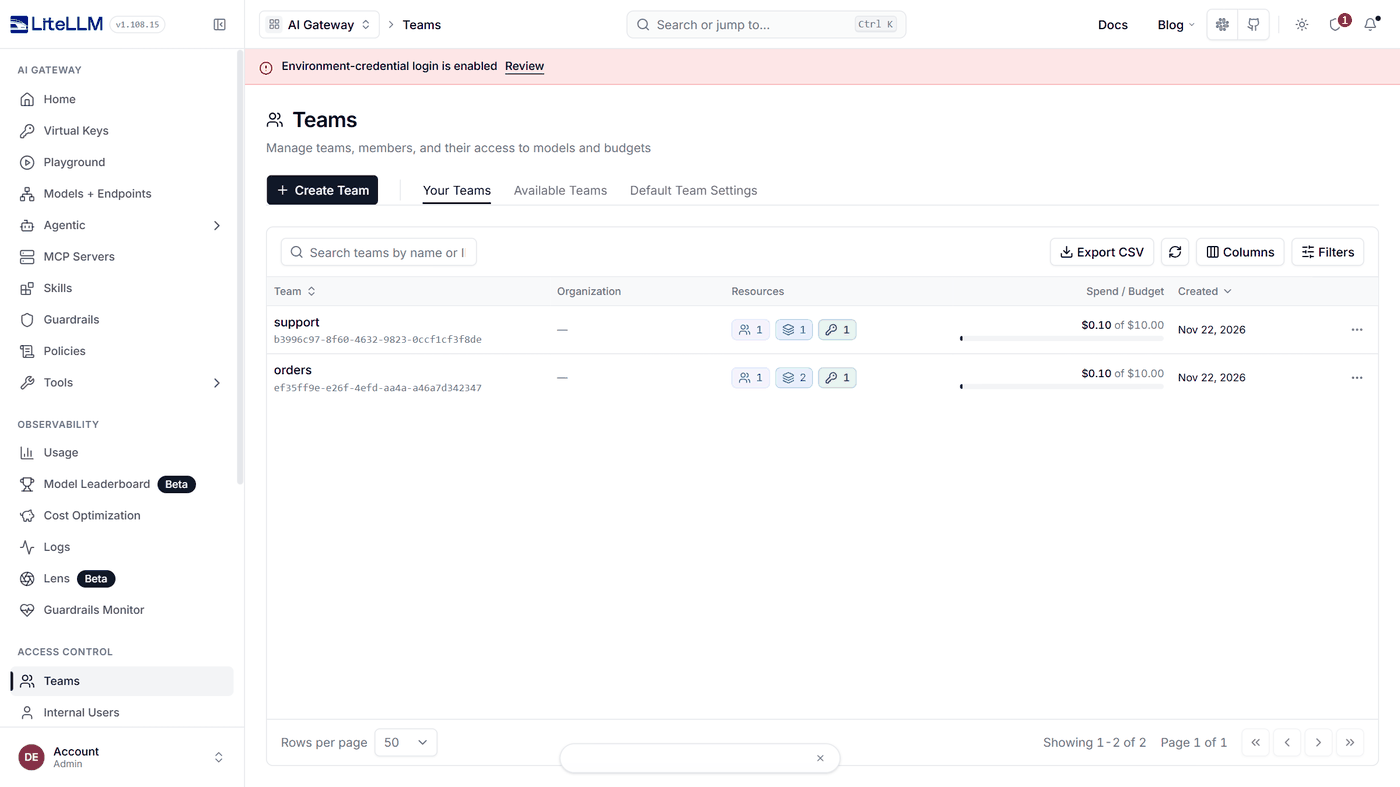 LiteLLM v1.108.15
AI Gateway
Teams
Search or jump to... Ctrl K
Docs
Blog
1
Environment-credential login is enabled Review
AI GATEWAY
Home
Virtual Keys
Playground
Models + Endpoints
Agentic
MCP Servers
Skills
Guardrails
Policies
Tools
OBSERVABILITY
Usage
Model Leaderboard Beta
Cost Optimization
Logs
Lens Beta
Guardrails Monitor
ACCESS CONTROL
Teams
Internal Users
DE
Account
Admin
Teams
Manage teams, members, and their access to models and budgets
+ Create Team
Your Teams
Available Teams
Default Team Settings
Search teams by name or I
Export CSV
Columns
Filters
Team Organization Resources Spend / Budget Created
support
b3996c97-8f60-4632-9823-0ccf1cf3f8de
— 1 1 1 $0.10 of $10.00 Nov 22, 2026 ...
orders
ef35ff9e-e26f-4efd-aa4a-a46a7d342347
— 1 2 1 $0.10 of $10.00 Nov 22, 2026 ...
Rows per page 50
Showing 1-2 of 2 Page 1 of 1